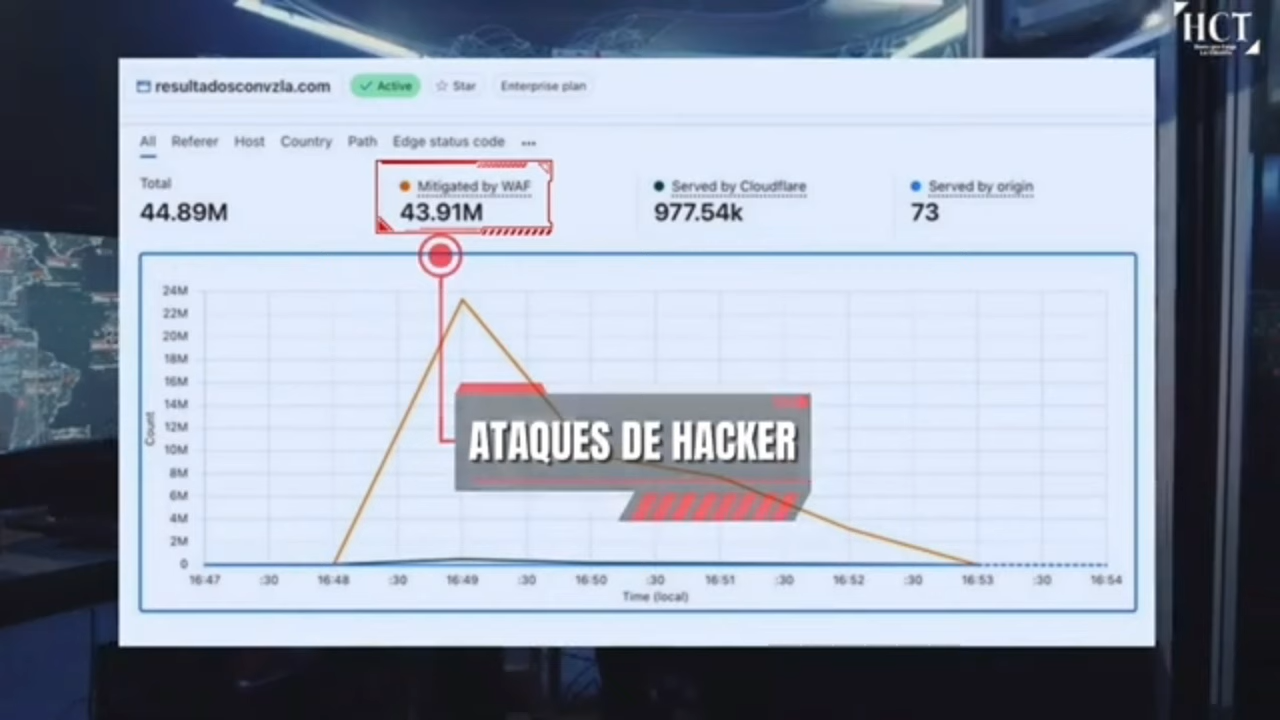 HCT
resultadosconvzla.com Active Star Enterprise plan
All Referer Host Country Path Edge status code ...
Total Mitigated by WAF Served by Cloudflare Served by origin
44.89M 43.91M 977.54k 73
24M
22M
20M
18M
16M
14M
12M
10M
8M
6M
4M
2M
0
Count
ATAQUES DE HACKER
16:47 :30 16:48 :30 16:49 :30 16:50 :30 16:51 :30 16:52 :30 16:53 :30 16:54
Time (local)